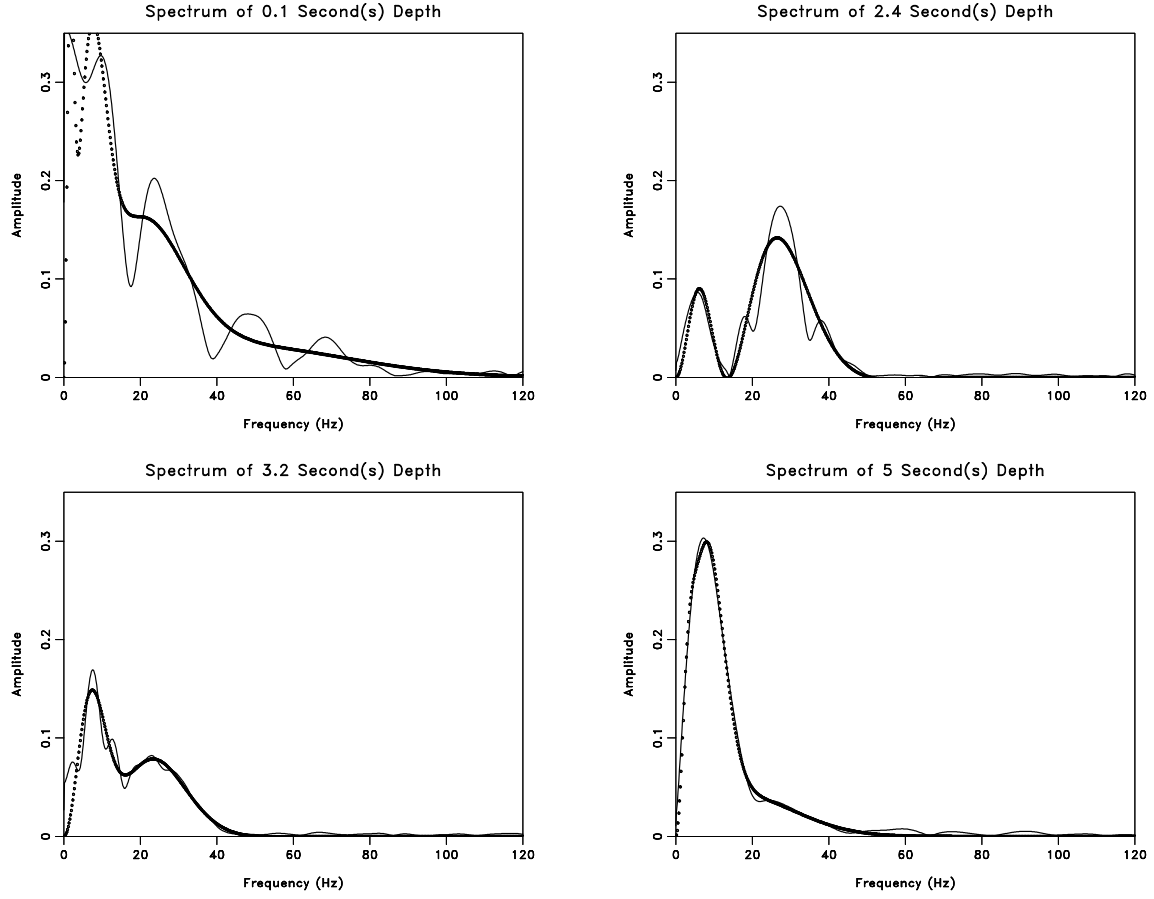 Spectrum of 0.1 Second(s) Depth
Amplitude
0.3
0.2
0.1
0
0 20 40 60 80 100 120
Frequency (Hz)
Spectrum of 2.4 Second(s) Depth
Amplitude
0.3
0.2
0.1
0
0 20 40 60 80 100 120
Frequency (Hz)
Spectrum of 3.2 Second(s) Depth
Amplitude
0.3
0.2
0.1
0
0 20 40 60 80 100 120
Frequency (Hz)
Spectrum of 5 Second(s) Depth
Amplitude
0.3
0.2
0.1
0
0 20 40 60 80 100 120
Frequency (Hz)